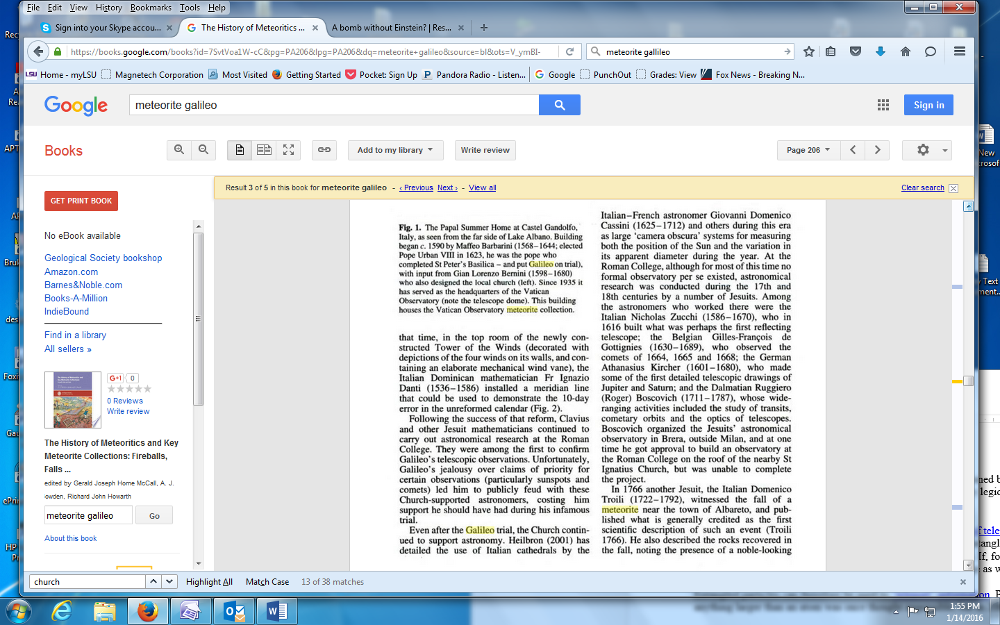 File Edit View History Bookmarks Tools Help
Sign into your Skype accou...
The History of Meteoritics ...
A bomb without Einstein? | Res...
https://books.google.com/books?id=7SvtVoa1W-cC&pg=PA206&lpg=PA206&dq=meteorite+galileo&source=bl&ots=V_ymBI-
meteorite gallileo
LSU Home - myLSU Magnetech Corporation Most Visited Getting Started Pocket: Sign Up Pandora Radio - Listen... Google PunchOut Grades: View Fox News - Breaking N...
Google
meteorite galileo
Sign in
Books
Add to my library
Write review
Page 206
GET PRINT BOOK
No eBook available
Geological Society bookshop
Amazon.com
Barnes&Noble.com
Books-A-Million
IndieBound
Find in a library
All sellers »
G+1 0
0 Reviews
Write review
The History of Meteoritics and Key
Meteorite Collections: Fireballs,
Falls ...
edited by Gerald Joseph Home McCall, A. J.
owden, Richard John Howarth
meteorite galileo
Go
About this book
Result 3 of 5 in this book for meteorite galileo - ‹ Previous Next › - View all
Clear search
Fig. 1. The Papal Summer Home at Castel Gandolfo,
Italy, as seen from the far side of Lake Albano. Building
began c. 1590 by Maffeo Barbarini (1568–1644; elected
Pope Urban VIII in 1623, he was the pope who
completed St Peter's Basilica – and put Galileo on trial),
with input from Gian Lorenzo Bernini (1598–1680)
who also designed the local church (left). Since 1935 it
has served as the headquarters of the Vatican
Observatory (note the telescope dome). This building
houses the Vatican Observatory meteorite collection.
that time, in the top room of the newly con-
structed Tower of the Winds (decorated with
depictions of the four winds on its walls, and con-
taining an elaborate mechanical wind vane), the
Italian Dominican mathematician Fr Ignazio
Danti (1536–1586) installed a meridian line
that could be used to demonstrate the 10-day
error in the unreformed calendar (Fig. 2).
Following the success of that reform, Clavius
and other Jesuit mathematicians continued to
carry out astronomical research at the Roman
College. They were among the first to confirm
Galileo's telescopic observations. Unfortunately,
Galileo's jealousy over claims of priority for
certain observations (particularly sunspots and
comets) led him to publicly feud with these
Church-supported astronomers, costing him
support he should have had during his infamous
trial.
Even after the Galileo trial, the Church contin-
ued to support astronomy. Heilbron (2001) has
detailed the use of Italian cathedrals by the
Italian–French astronomer Giovanni Domenico
Cassini (1625–1712) and others during this era
as large 'camera obscura' systems for measuring
both the position of the Sun and the variation in
its apparent diameter during the year. At the
Roman College, although for most of this time no
formal observatory per se existed, astronomical
research was conducted during the 17th and
18th centuries by a number of Jesuits. Among
the astronomers who worked there were the
Italian Nicholas Zucchi (1586–1670), who in
1616 built what was perhaps the first reflecting
telescope; the Belgian Gilles-François de
Gottignies (1630–1689), who observed the
comets of 1664, 1665 and 1668; the German
Athanasius Kircher (1601–1680), who made
some of the first detailed telescopic drawings of
Jupiter and Saturn; and the Dalmatian Ruggiero
(Roger) Boscovich (1711–1787), whose wide-
ranging activities included the study of transits,
cometary orbits and the optics of telescopes.
Boscovich organized the Jesuits' astronomical
observatory in Brera, outside Milan, and at one
time he got approval to build an observatory at
the Roman College on the roof of the nearby St
Ignatius Church, but was unable to complete
the project.
In 1766 another Jesuit, the Italian Domenico
Troili (1722–1792), witnessed the fall of a
meteorite near the town of Albareto, and pub-
lished what is generally credited as the first
scientific description of such an event (Troili
1766). He also described the rocks recovered in
the fall, noting the presence of a noble-looking
church
Highlight All
Match Case
13 of 38 matches
New
1:55 PM
1/14/2016